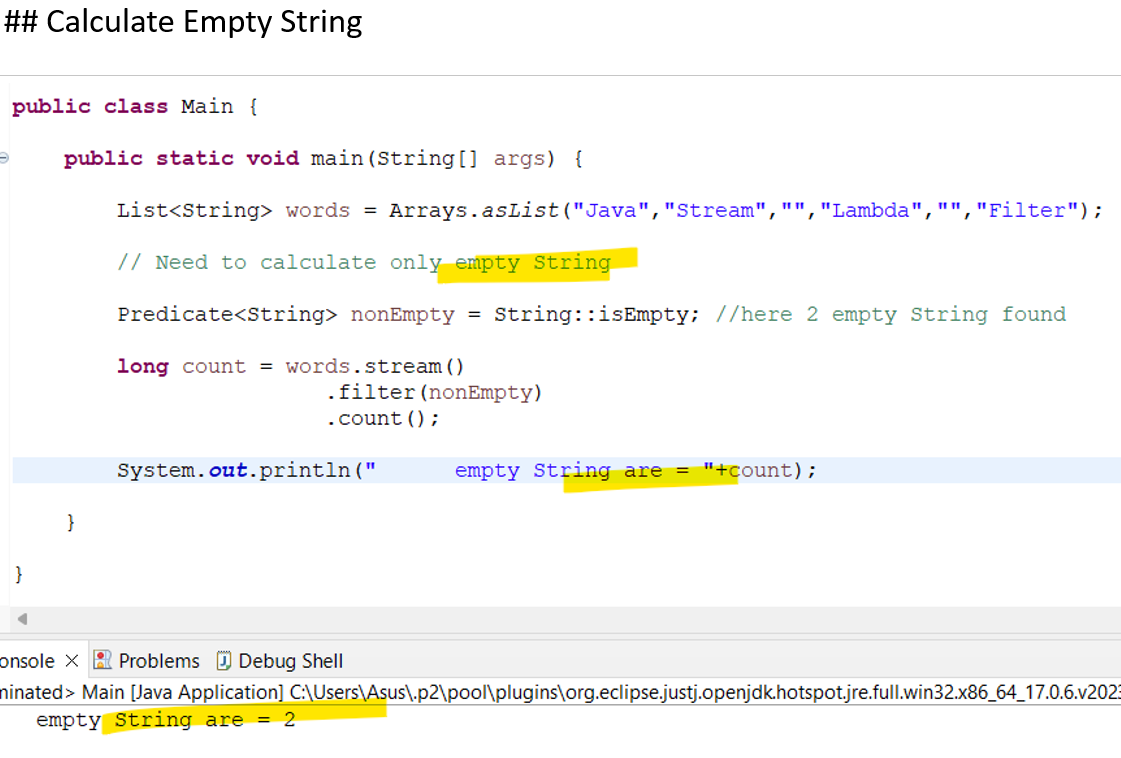 ## Calculate Empty String
public class Main {
public static void main(String[] args) {
List<String> words = Arrays.asList("Java","Stream","","Lambda","","Filter");
// Need to calculate only empty String
Predicate<String> nonEmpty = String::isEmpty; //here 2 empty String found
long count = words.stream()
.filter(nonEmpty)
.count();
System.out.println("      empty String are = "+count);
}
}
onsole Problems Debug Shell
minated> Main [Java Application] C:\Users\Asus\.p2\pool\plugins\org.eclipse.justj.openjdk.hotspot.jre.full.win32.x86_64_17.0.6.v2023
empty String are = 2